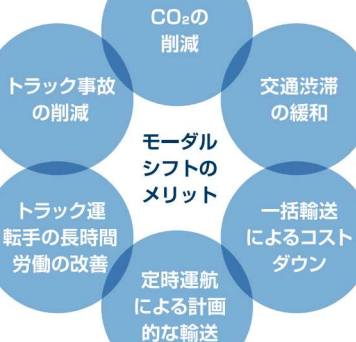 CO₂の
削減
トラック事故
の削減
交通渋滞
の緩和
モーダル
シフトの
メリット
トラック運
転手の長時間
労働の改善
一括輸送
によるコスト
ダウン
定時運航
による計画
的な輸送